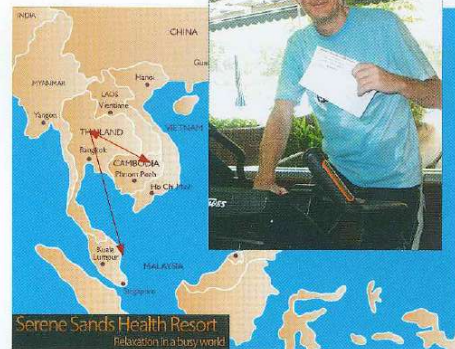 INDIA
CHINA
MYANMAR
Hanoi
LAOS
Vientiane
Yangon
THAILAND
VIETNAM
Bangkok
CAMBODIA
Phnom Penh
Ho Chi Minh
Kuala
Lumpur
MALAYSIA
Singapore
Serene Sands Health Resort
Relaxation in a busy world